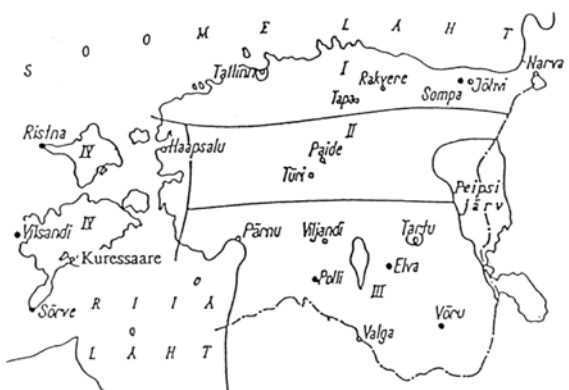 S O O M E L A H T
Tallinn
I
Rakvere
Tapa
Sompa
Jõhvi
Narva
Ristna
IV
Haapsalu
II
Paide
Türi
Peipsi
järv
IV
Vilsandi
Kuressaare
Pärnu
Viljandi
Tartu
Polli
Elva
III
Sõrve
R I I A
L A H T
Valga
Võru